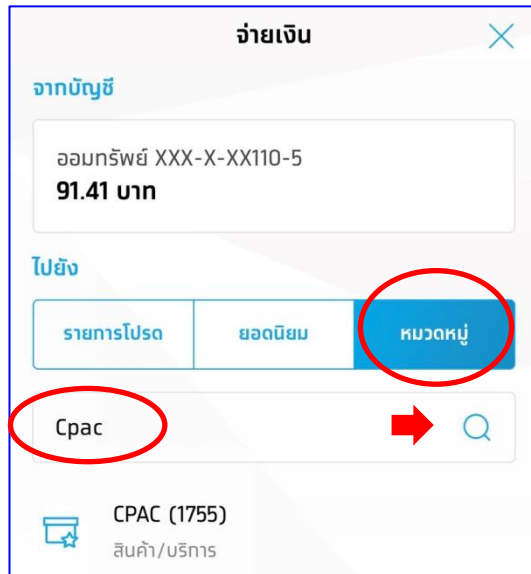 จ่ายเงิน
จากบัญชี
ออมทรัพย์ XXX-X-XX110-5
91.41 บาท
ไปยัง
รายการโปรด ยอดนิยม หมวดหมู่
Cpac
CPAC (1755)
สินค้า/บริการ